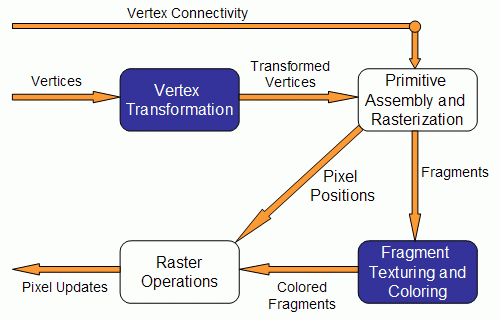 Vertex Connectivity
Vertices
Vertex
Transformation
Transformed
Vertices
Primitive
Assembly and
Rasterization
Pixel
Positions
Fragments
Pixel Updates
Raster
Operations
Colored
Fragments
Fragment
Texturing and
Coloring